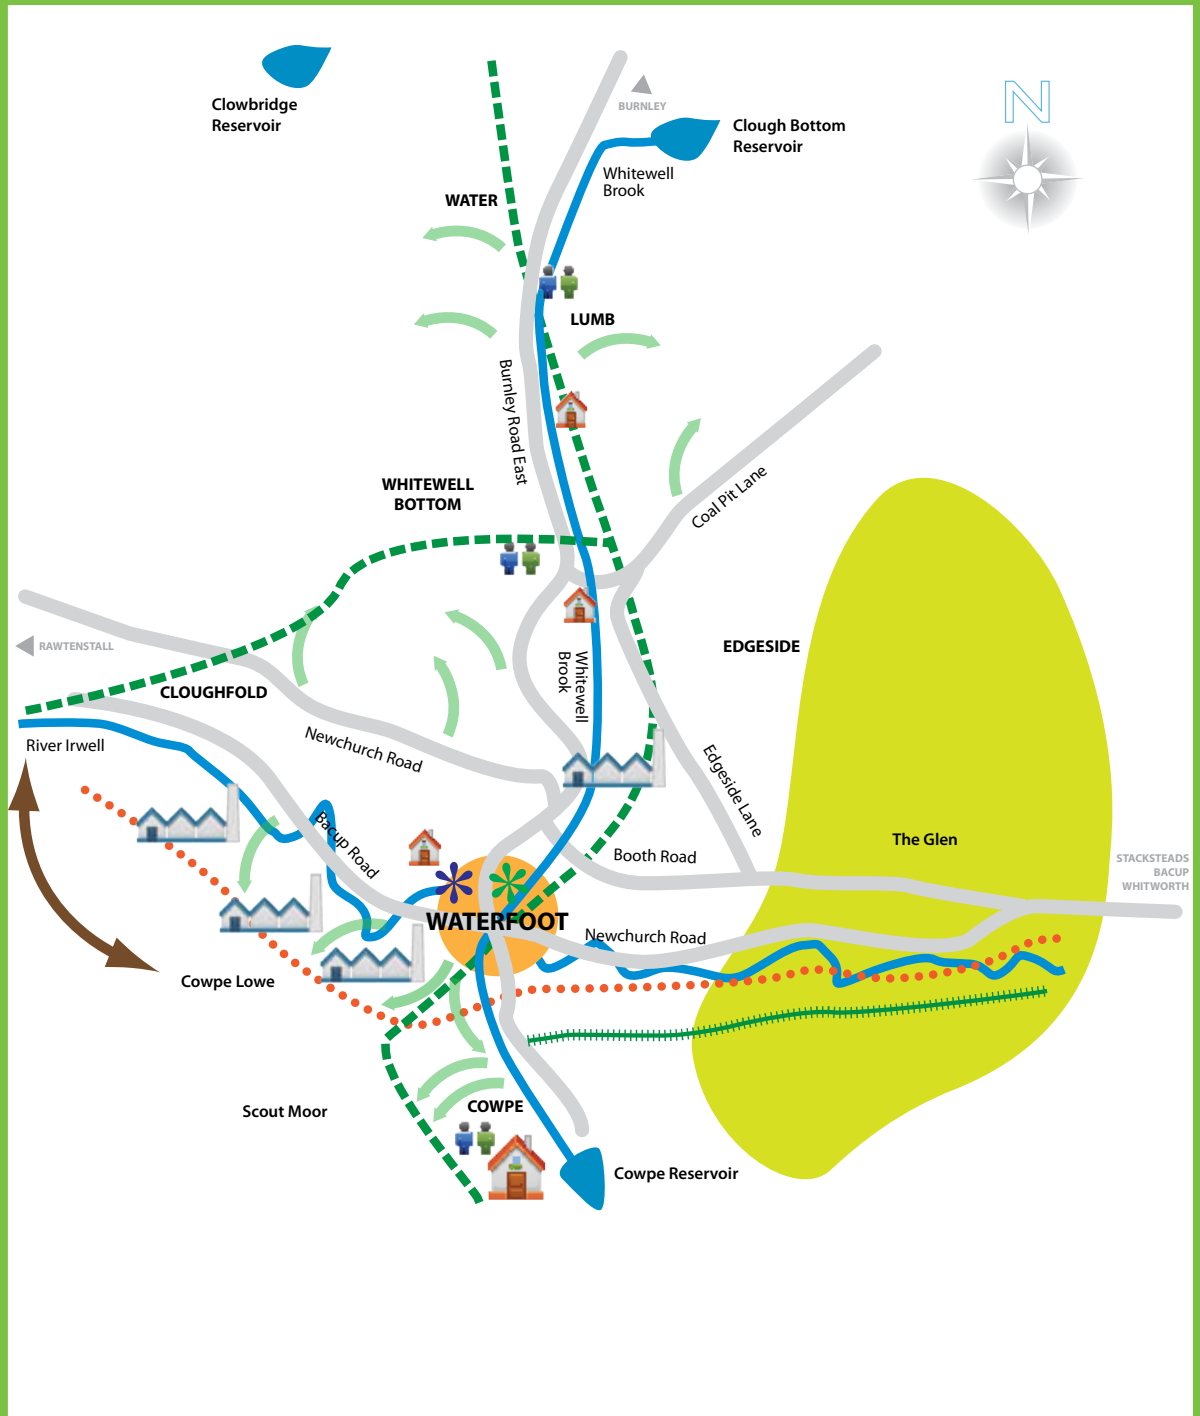 N
Clowbridge
Reservoir
BURNLEY
Clough Bottom
Reservoir
Whitewell
Brook
WATER
LUMB
Burnley Road East
WHITEWELL
BOTTOM
Coal Pit Lane
RAWTENSTALL
EDGESIDE
Whitewell
Brook
CLOUGHFOLD
River Irwell
Newchurch Road
Edgeside Lane
Bacup Road
Booth Road
The Glen
STACKSTEADS
BACUP
WHITWORTH
WATERFOOT
Newchurch Road
Cowpe Lowe
Scout Moor
COWPE
Cowpe Reservoir